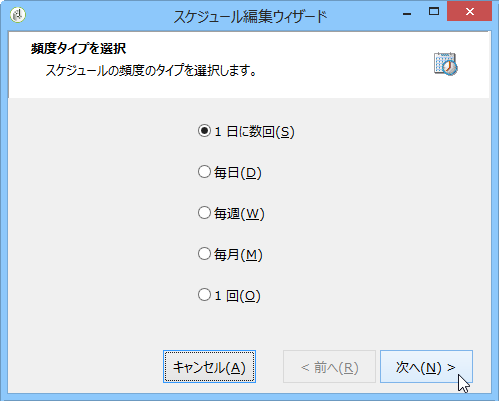 スケジュール編集ウィザード
頻度タイプを選択
スケジュールの頻度のタイプを選択します。
1 日に数回(S)
毎日(D)
毎週(W)
毎月(M)
1 回(O)
キャンセル(A)
< 前へ(R)
次へ(N) >